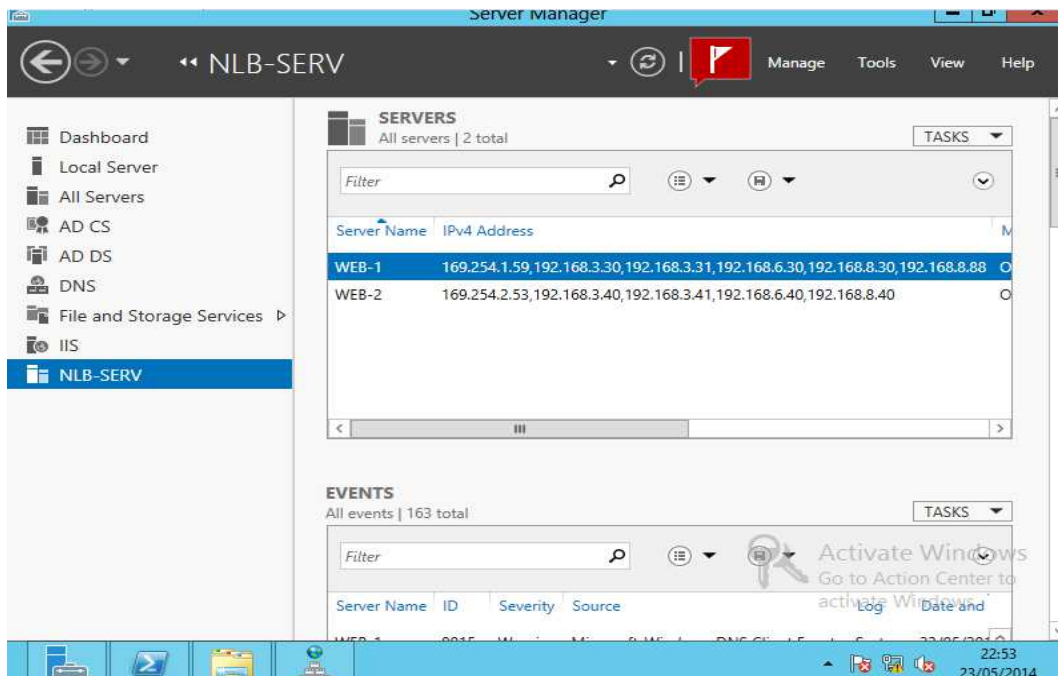 Server Manager
NLB-SERV
Manage Tools View Help
Dashboard
Local Server
All Servers
AD CS
AD DS
DNS
File and Storage Services
IIS
NLB-SERV
SERVERS
All servers | 2 total
TASKS
Filter
Server Name IPv4 Address M
WEB-1 169.254.1.59,192.168.3.30,192.168.3.31,192.168.6.30,192.168.8.30,192.168.8.88 O
WEB-2 169.254.2.53,192.168.3.40,192.168.3.41,192.168.6.40,192.168.8.40 O
EVENTS
All events | 163 total
TASKS
Filter
Activate Windows
Go to Action Center to
activate Windows.
Server Name ID Severity Source Log Date and
22:53
23/05/2014